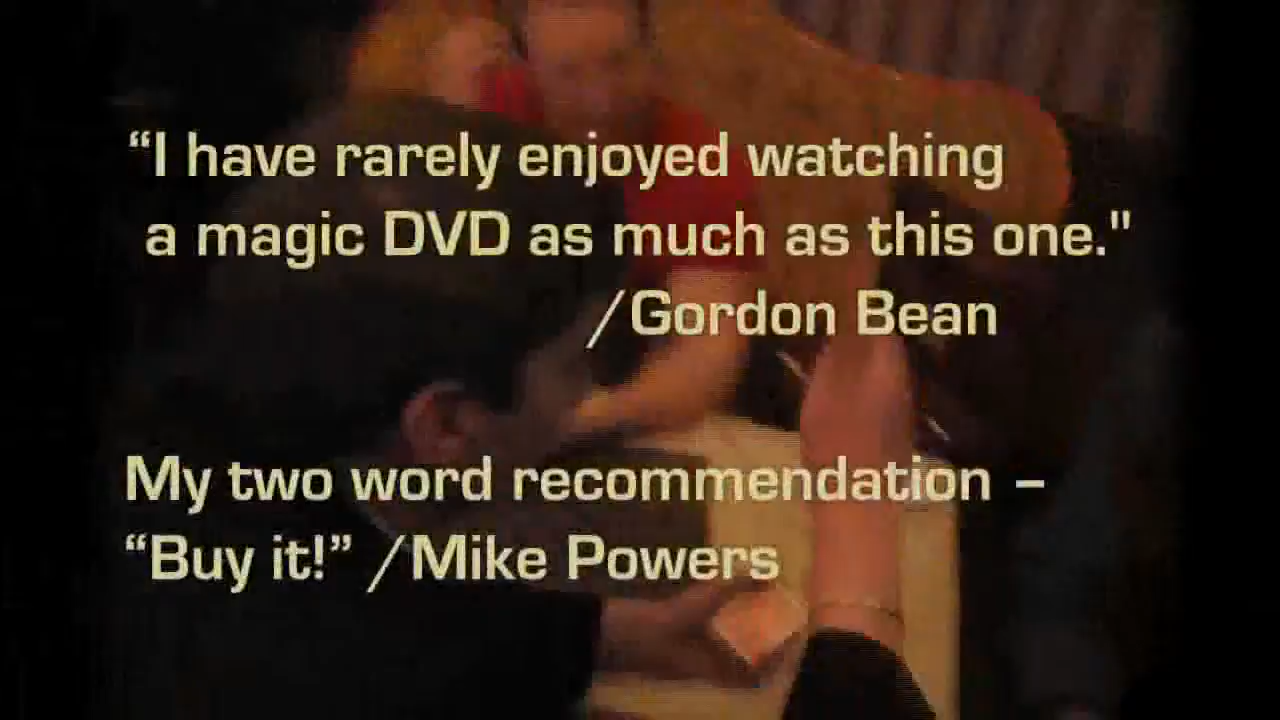 “I have rarely enjoyed watching
a magic DVD as much as this one."
/Gordon Bean
My two word recommendation –
“Buy it!” /Mike Powers